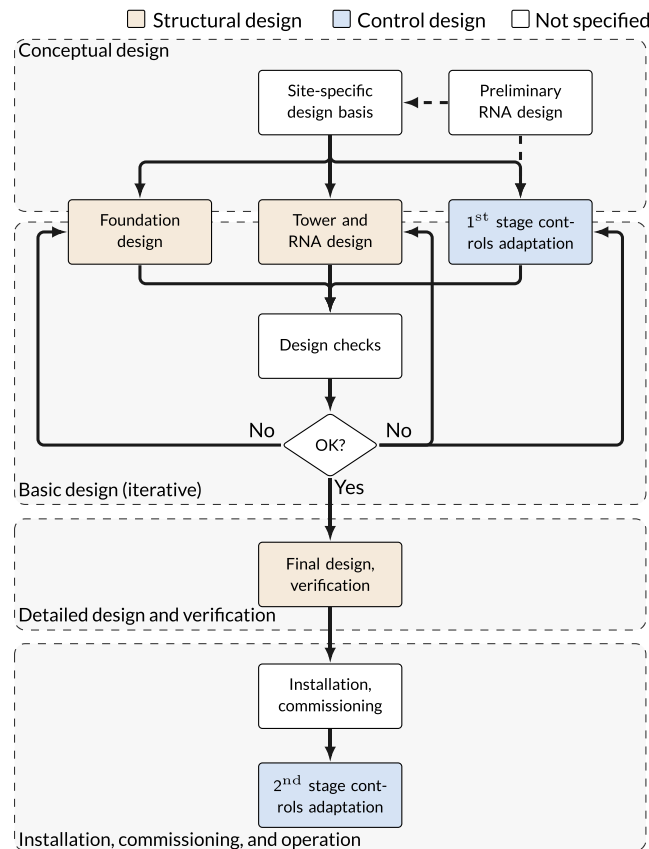 Structural design
Control design
Not specified
Conceptual design
Site-specific
design basis
Preliminary
RNA design
Foundation
design
Tower and
RNA design
1st stage cont-
rols adaptation
Design checks
No
OK?
No
Yes
Basic design (iterative)
Final design,
verification
Detailed design and verification
Installation,
commissioning
2nd stage cont-
rols adaptation
Installation, commissioning, and operation